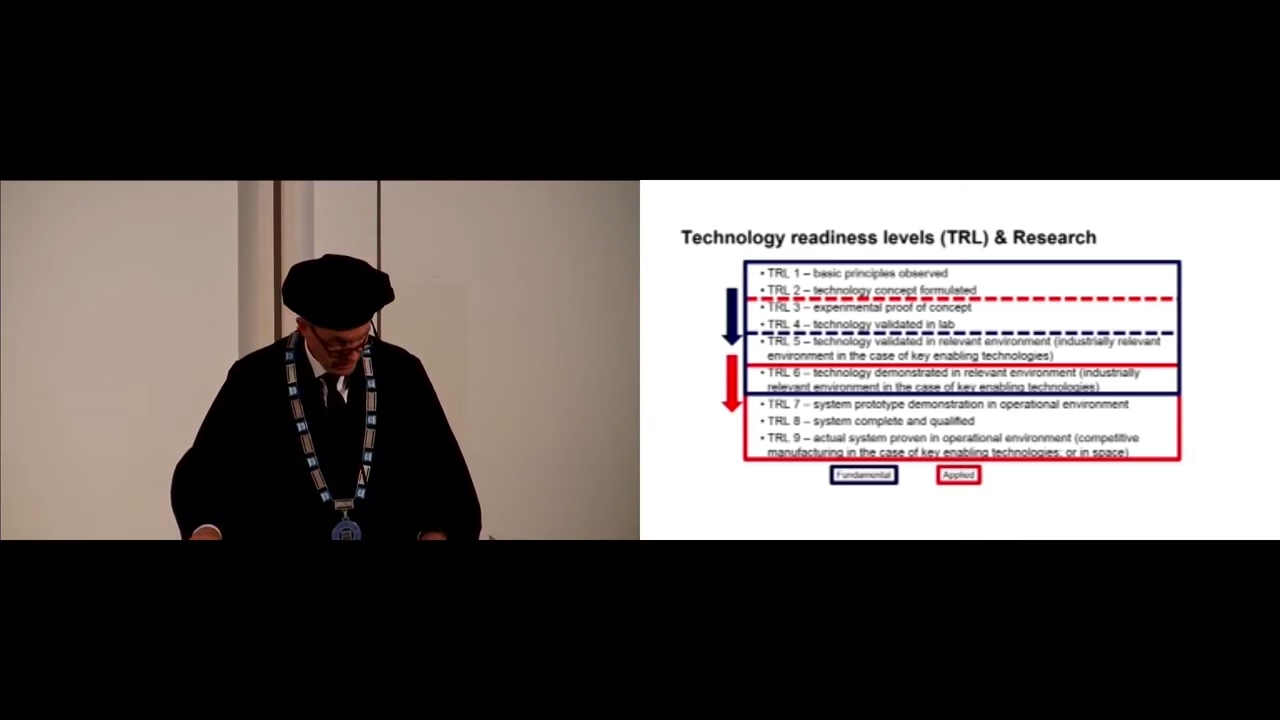 Technology readiness levels (TRL) & Research
• TRL 1 – basic principles observed
• TRL 2 – technology concept formulated
• TRL 3 – experimental proof of concept
• TRL 4 – technology validated in lab
• TRL 5 – technology validated in relevant environment (industrially relevant
environment in the case of key enabling technologies)
• TRL 6 – technology demonstrated in relevant environment (industrially
relevant environment in the case of key enabling technologies)
• TRL 7 – system prototype demonstration in operational environment
• TRL 8 – system complete and qualified
• TRL 9 – actual system proven in operational environment (competitive
manufacturing in the case of key enabling technologies; or in space)
Fundamental
Applied